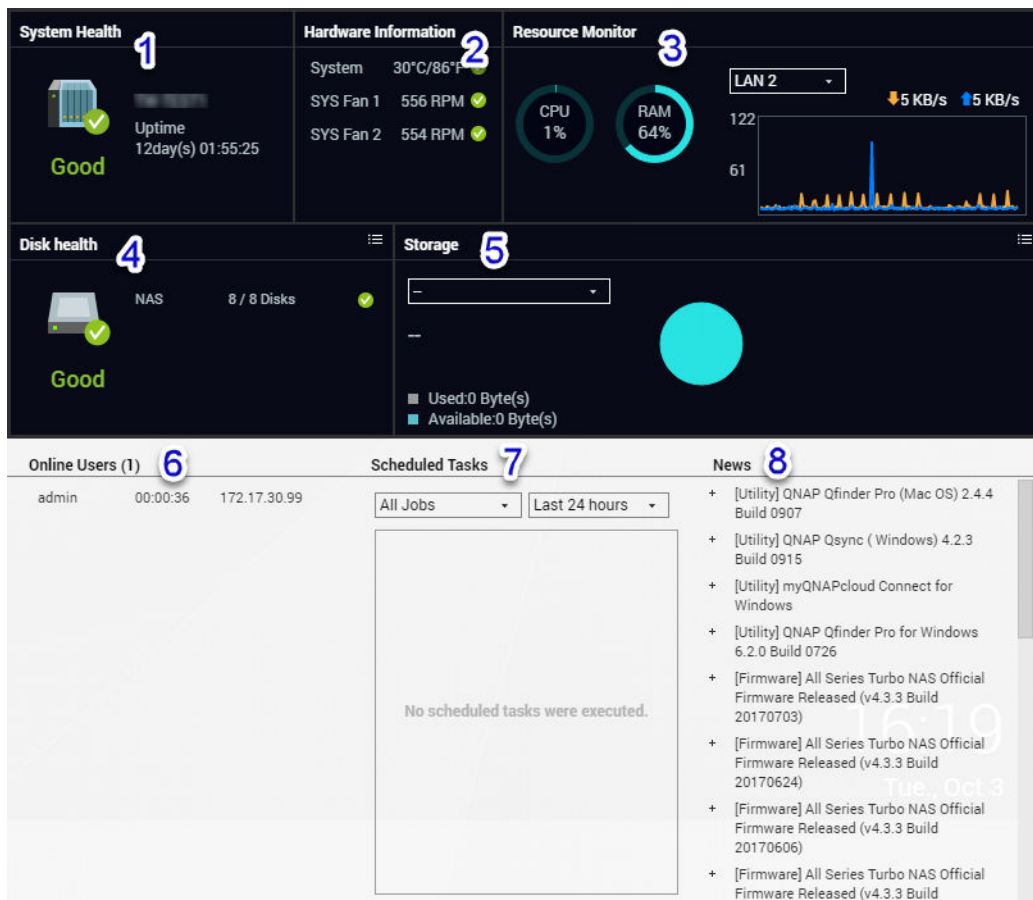 System Health
1
Uptime
12day(s) 01:55:25
Good
Hardware Information
2
System 30°C/86°F
SYS Fan 1 556 RPM
SYS Fan 2 554 RPM
Resource Monitor
3
CPU
1%
RAM
64%
LAN 2
5 KB/s 5 KB/s
122
61
Disk health
4
NAS 8 / 8 Disks
Good
Storage
5
--
--
Used:0 Byte(s)
Available:0 Byte(s)
Online Users (1)
6
admin 00:00:36 172.17.30.99
Scheduled Tasks
7
All Jobs Last 24 hours
No scheduled tasks were executed.
News
8
+ [Utility] QNAP Qfinder Pro (Mac OS) 2.4.4
Build 0907
+ [Utility] QNAP Qsync ( Windows) 4.2.3
Build 0915
+ [Utility] myQNAPcloud Connect for
Windows
+ [Utility] QNAP Qfinder Pro for Windows
6.2.0 Build 0726
+ [Firmware] All Series Turbo NAS Official
Firmware Released (v4.3.3 Build
20170703)
+ [Firmware] All Series Turbo NAS Official
Firmware Released (v4.3.3 Build
20170624)
+ [Firmware] All Series Turbo NAS Official
Firmware Released (v4.3.3 Build
20170606)
+ [Firmware] All Series Turbo NAS Official
Firmware Released (v4.3.3 Build
16:19
Tue., Oct 3